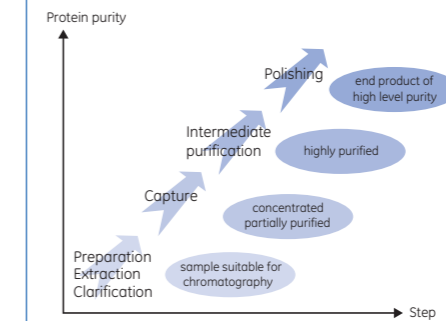 Protein purity
Polishing
end product of
high level purity
Intermediate
purification
highly purified
Capture
concentrated
partially purified
Preparation
Extraction
Clarification
sample suitable for
chromatography
Step